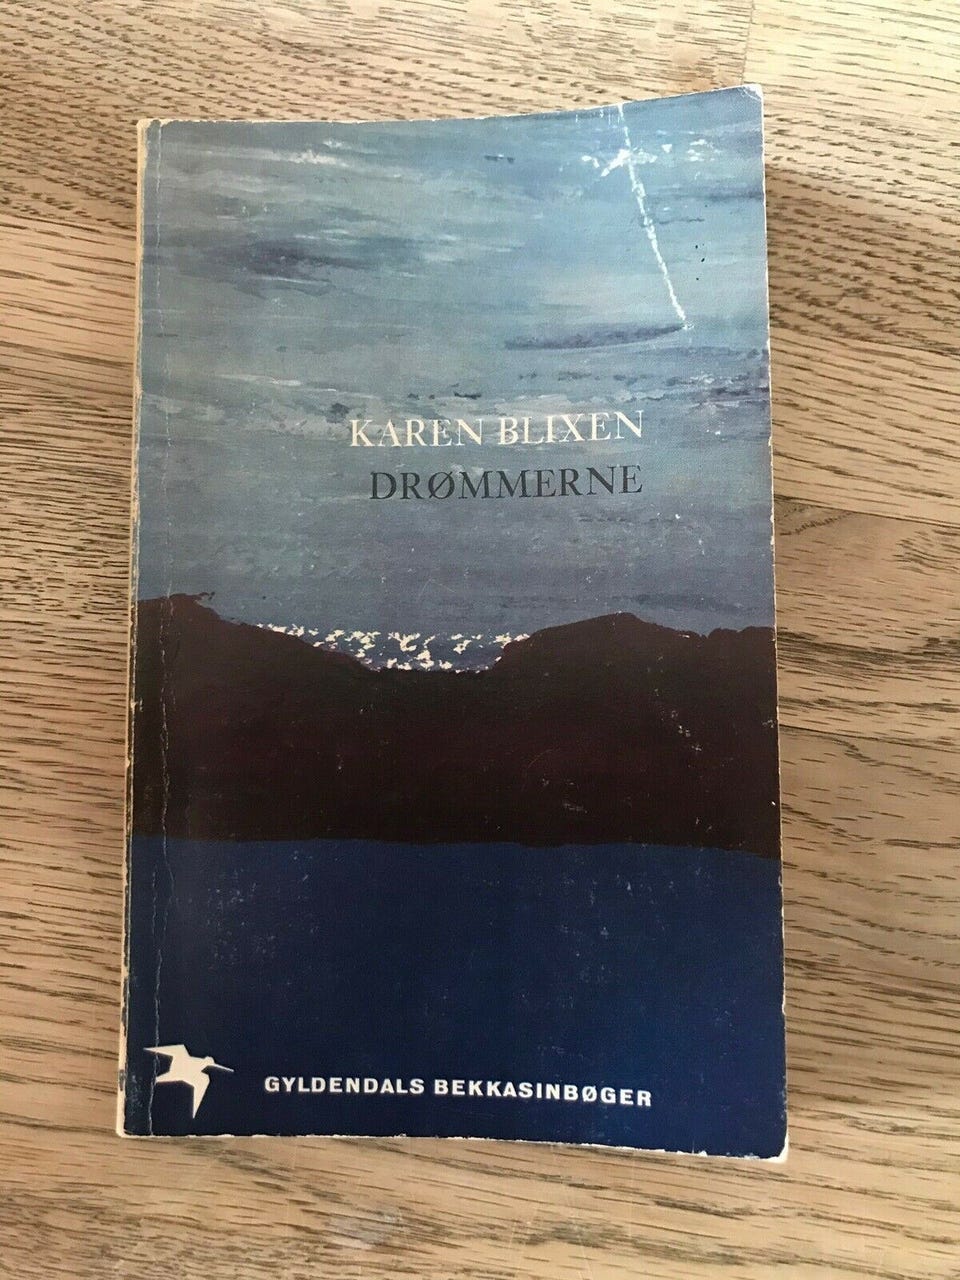 KAREN BLIXEN
DRØMMERNE
GYLDENDALS BEKKASINBØGER